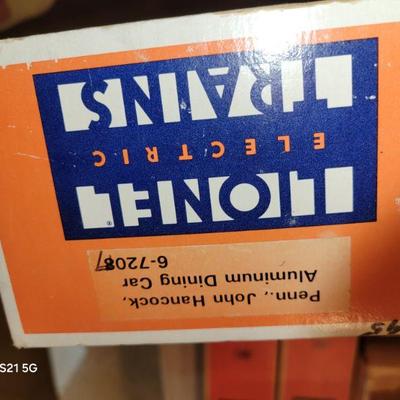 Penn., John Hancock,
Aluminum Dining Car
6-7208
LIONEL
ELECTRIC
TRAINS
S21 5G